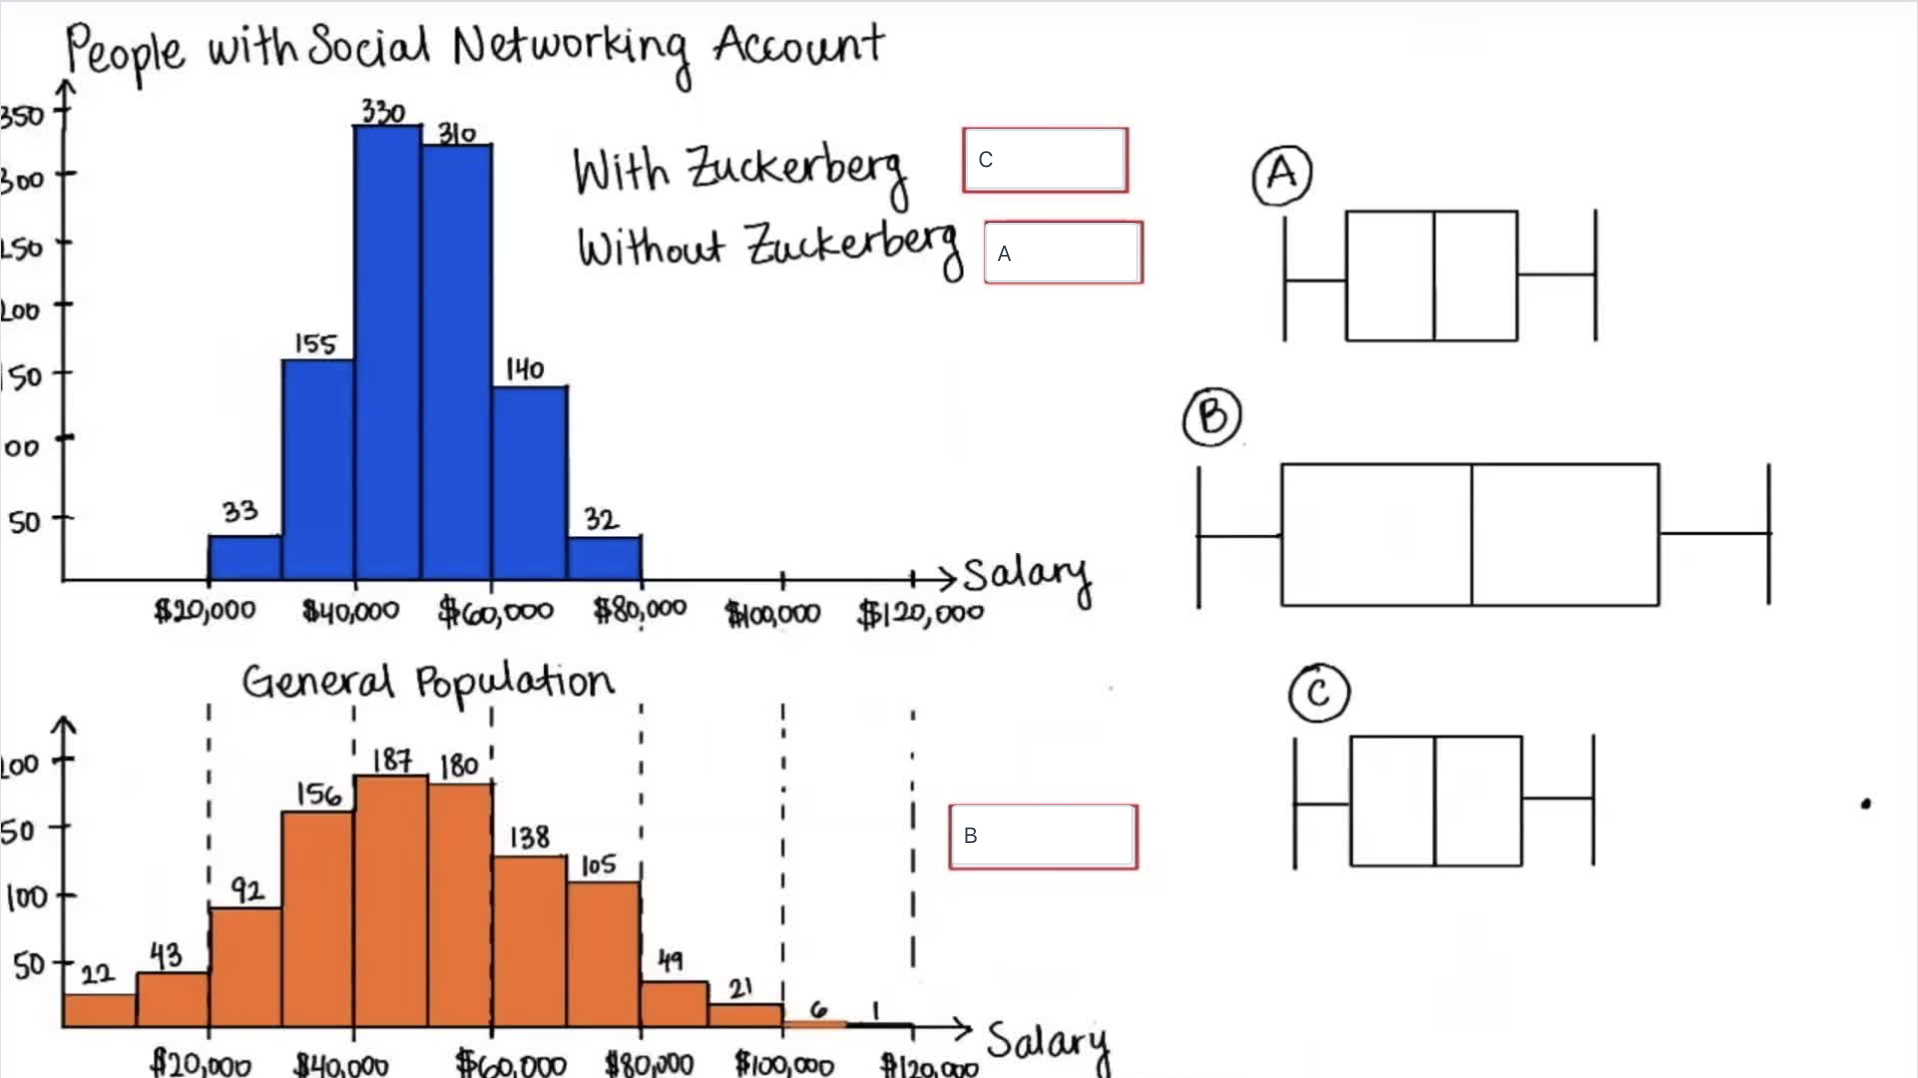 People with Social Networking Account
350
330
310
300
With Zuckerberg
C
A
250
Without Zuckerberg
A
200
155
150
140
100
B
50
33
32
Salary
$20,000 $40,000 $60,000 $80,000 $100,000 $120,000
General Population
C
200
187
180
156
150
138
B
105
100
92
50
22
43
49
21
6
1
Salary
$20,000 $40,000 $60,000 $80,000 $100,000 $120,000